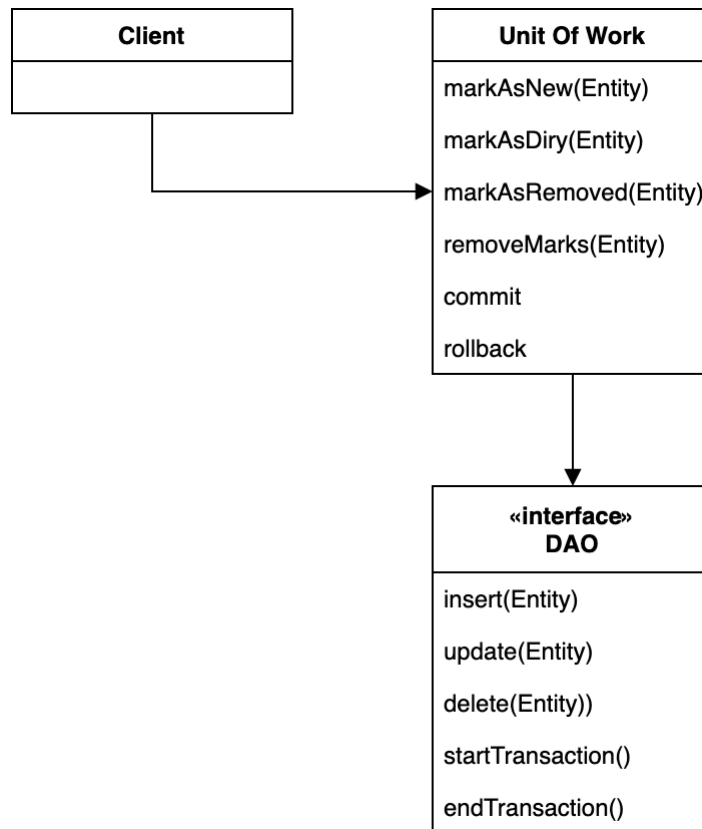 Client
Unit Of Work
markAsNew(Entity)
markAsDiry(Entity)
markAsRemoved(Entity)
removeMarks(Entity)
commit
rollback
«interface»
DAO
insert(Entity)
update(Entity)
delete(Entity))
startTransaction()
endTransaction()